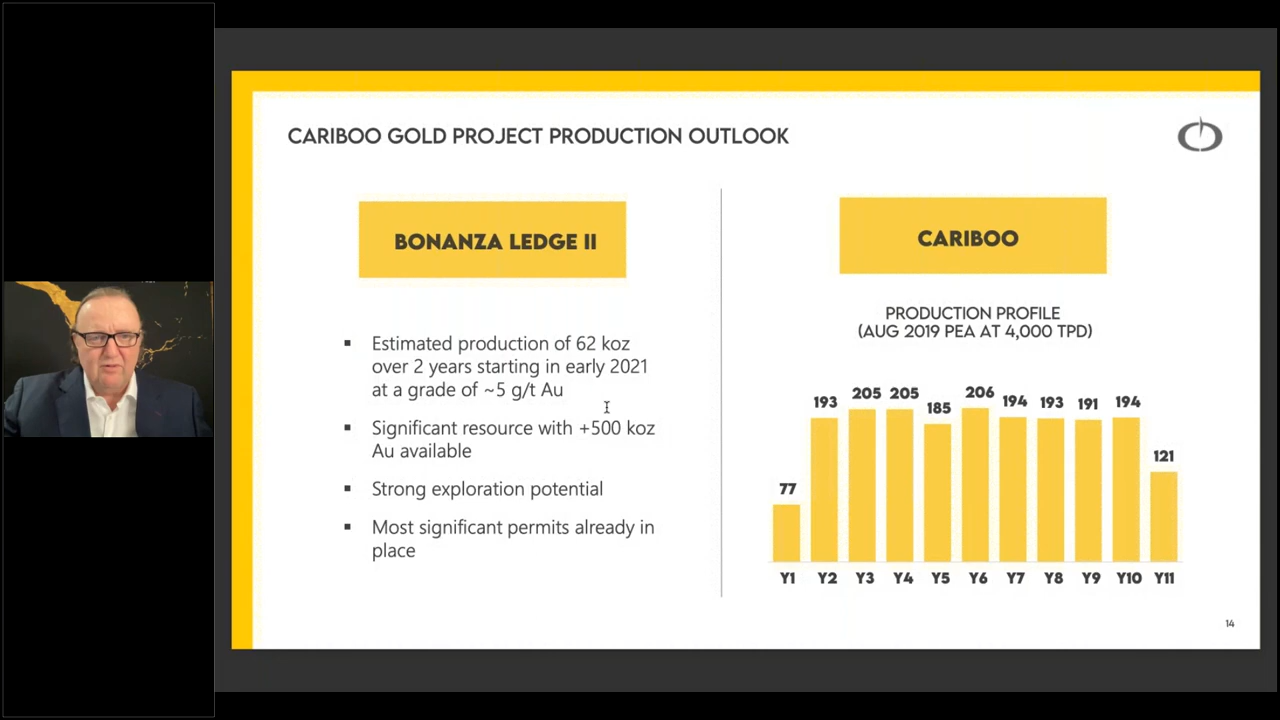 CARIBOO GOLD PROJECT PRODUCTION OUTLOOK
BONANZA LEDGE II
▪ Estimated production of 62 koz
over 2 years starting in early 2021
at a grade of ~5 g/t Au
▪ Significant resource with +500 koz
Au available
▪ Strong exploration potential
▪ Most significant permits already in
place
CARIBOO
PRODUCTION PROFILE
(AUG 2019 PEA AT 4,000 TPD)
77 193 205 205 185 206 194 193 191 194 121
Y1 Y2 Y3 Y4 Y5 Y6 Y7 Y8 Y9 Y10 Y11
14